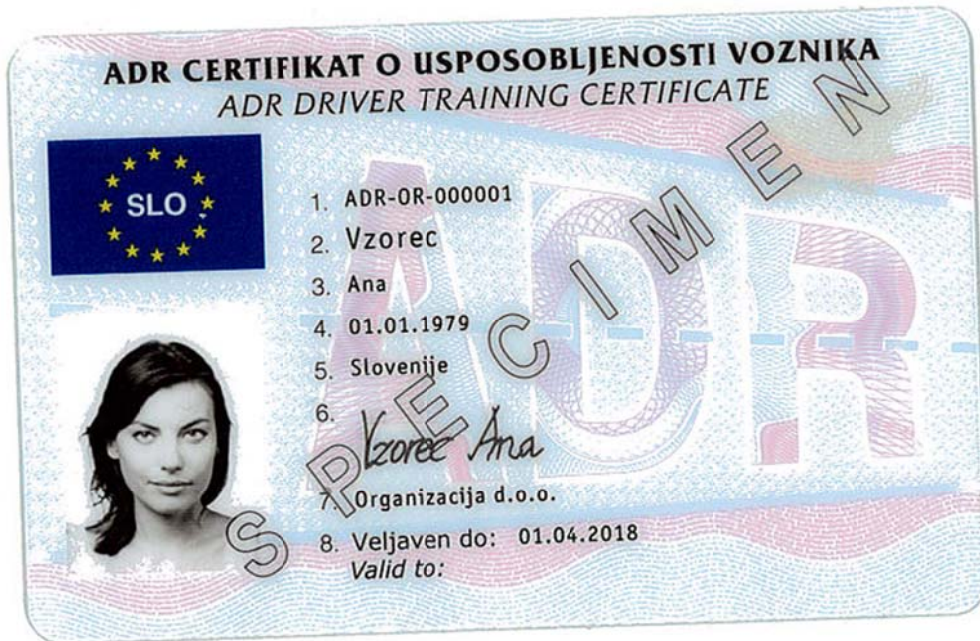 ADR CERTIFIKAT O USPOSOBLJENOSTI VOZNIKA
ADR DRIVER TRAINING CERTIFICATE
SLO
1. ADR-OR-000001
2. Vzorec
3. Ana
4. 01.01.1979
5. Slovenije
6. Vzorec Ana
7. Organizacija d.o.o.
8. Veljaven do: 01.04.2018
Valid to:
SPECIMEN
ADR